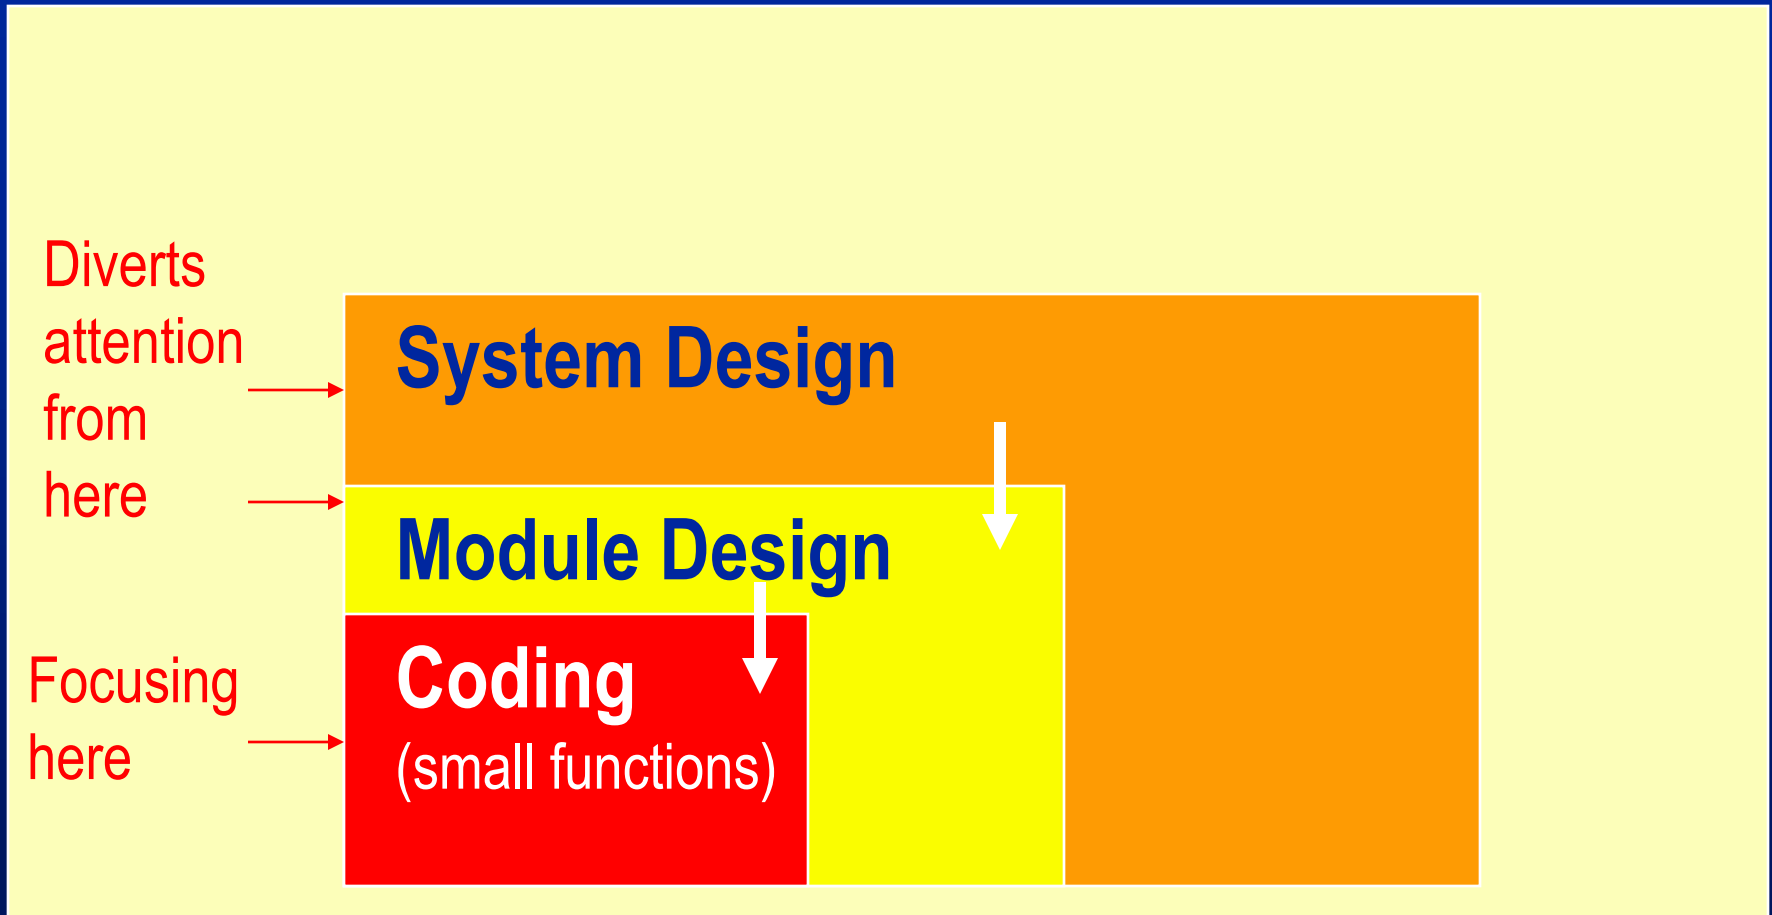 Diverts
attention
from
here
System Design
Module Design
Focusing
here
Coding
(small functions)